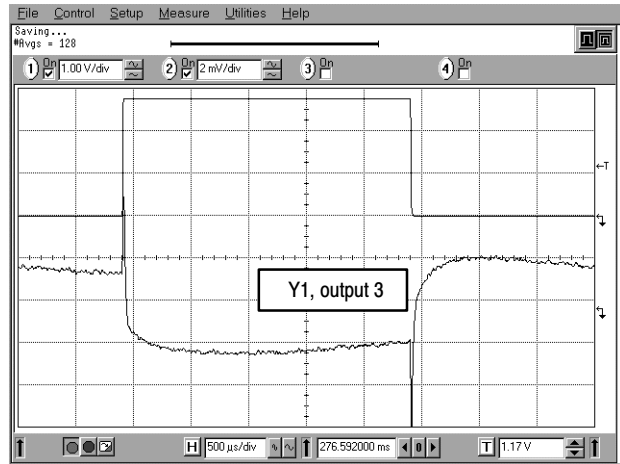 File Control Setup Measure Utilities Help
Saving...
#Avgs = 128
1 On 1.00 V/div 2 On 2 mV/div 3 On 4 On
←T
Y1, output 3
H 500 µs/div 276.592000 ms 0 T 1.17 V